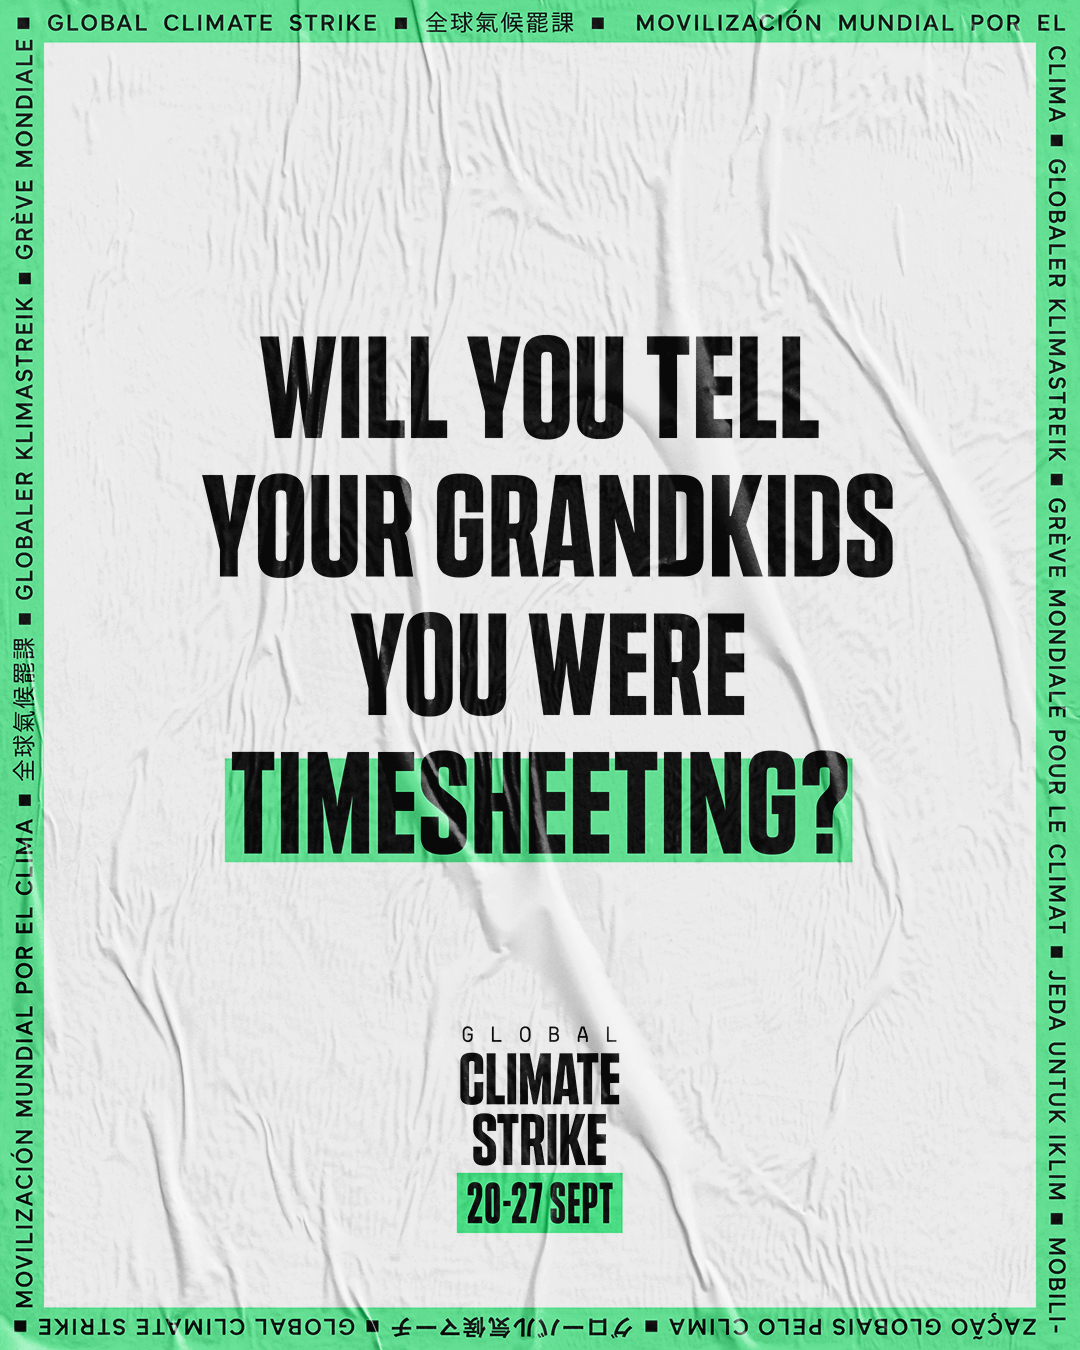 ■ GLOBAL CLIMATE STRIKE ■ 全球氣候罷課 ■ MOVILIZACIÓN MUNDIAL POR EL
CLIMA ■ GLOBALER KLIMASTREIK ■ GRÈVE MONDIALE POUR LE CLIMAT ■ JEDA UNTUK IKLIM ■ MOBILI-
ZAÇÃO GLOBAIS PELO CLIMA ■ グローバル気候マーチ ■ GLOBAL CLIMATE STRIKE ■
MOVILIZACIÓN MUNDIAL POR EL CLIMA ■ 全球氣候罷課 ■ GLOBALER KLIMASTREIK ■ GRÈVE MONDIALE
WILL YOU TELL
YOUR GRANDKIDS
YOU WERE
TIMESHEETING?
GLOBAL
CLIMATE
STRIKE
20-27 SEPT